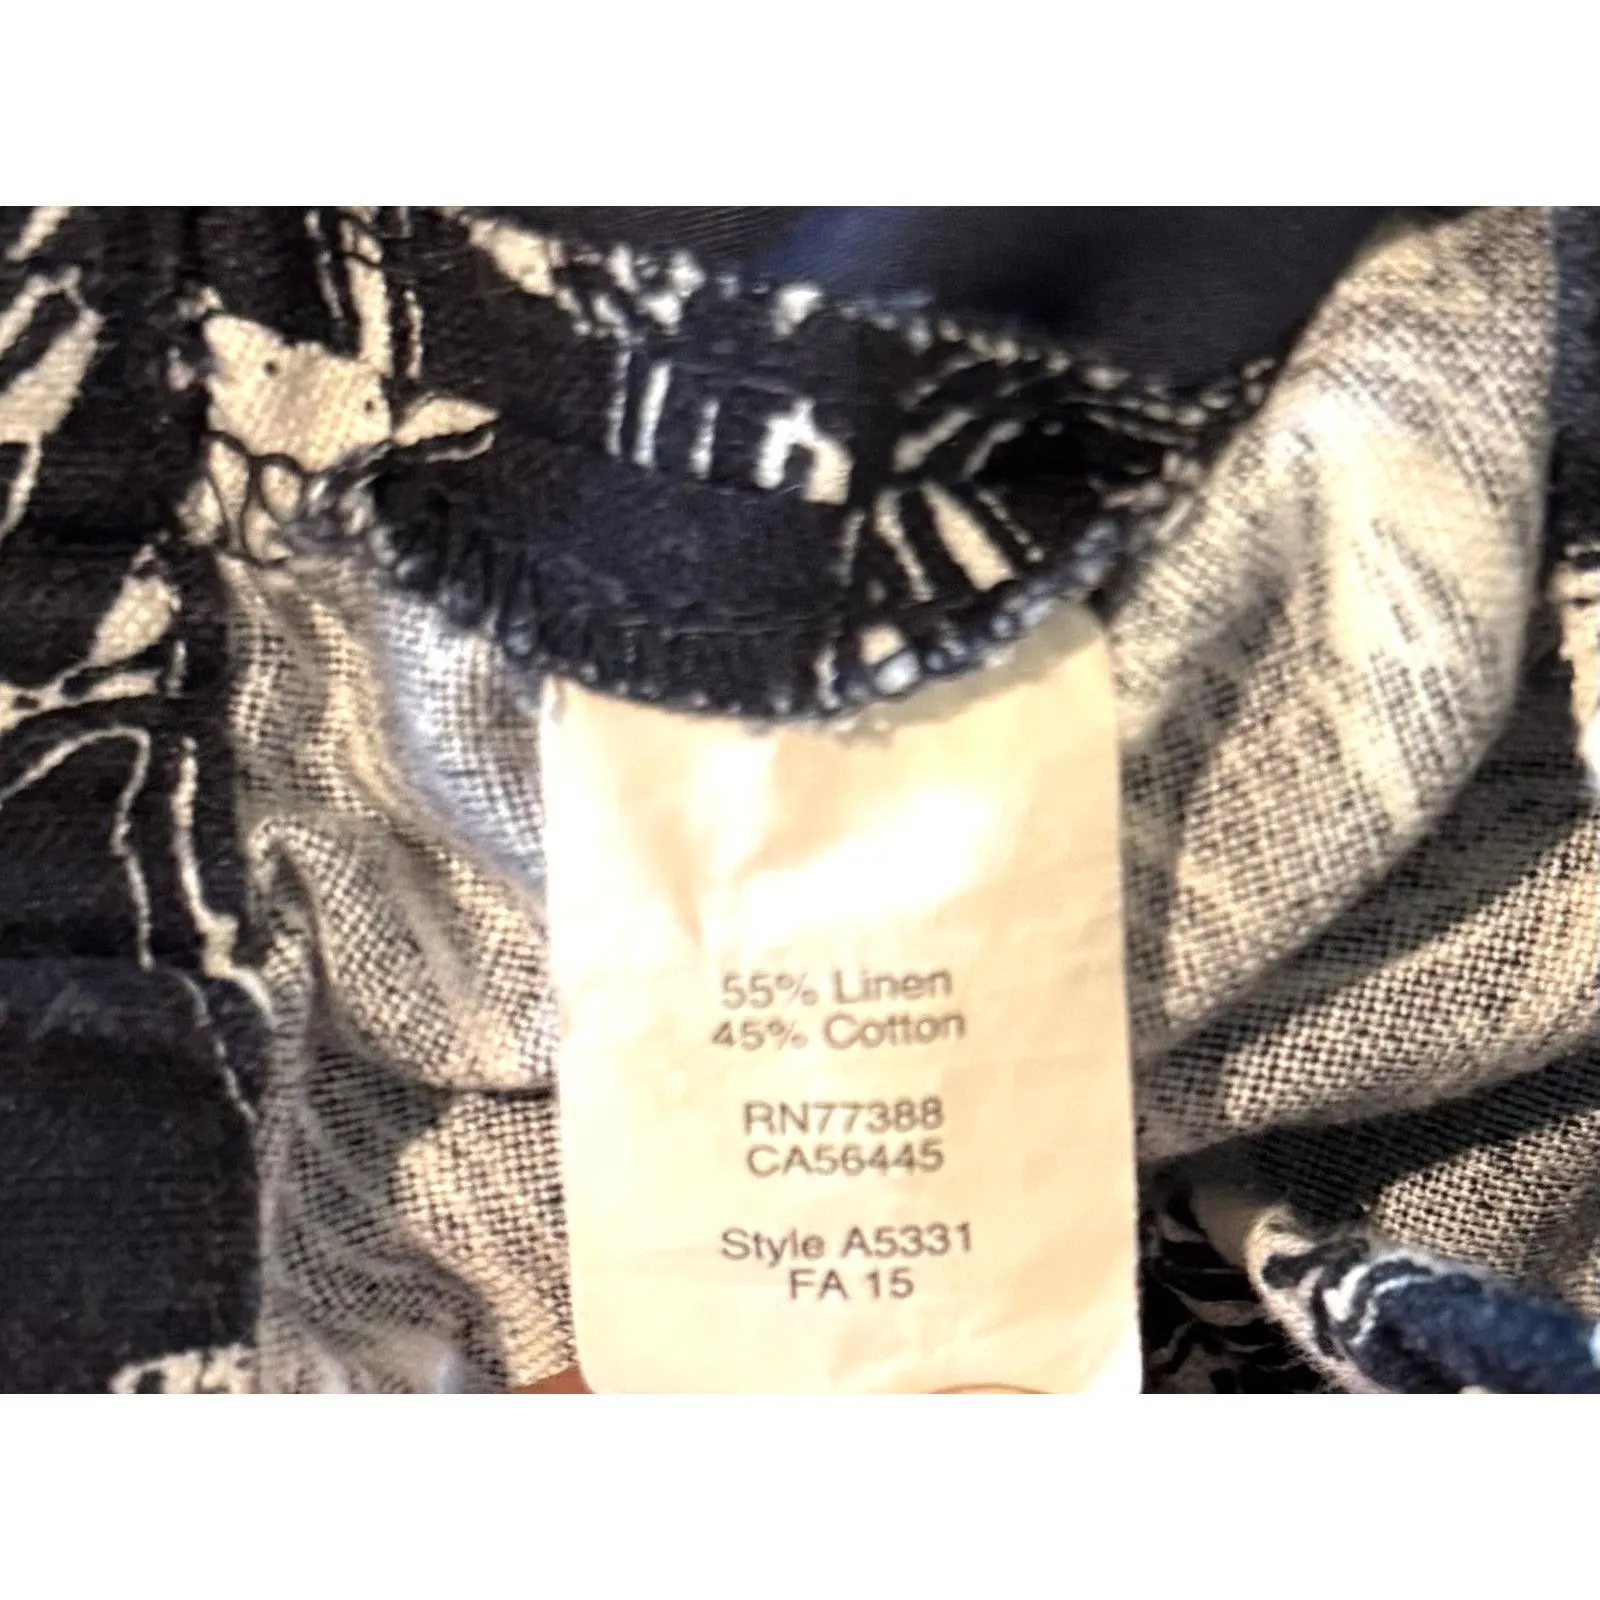 55% Linen
45% Cotton
RN77388
CA56445
Style A5331
FA 15